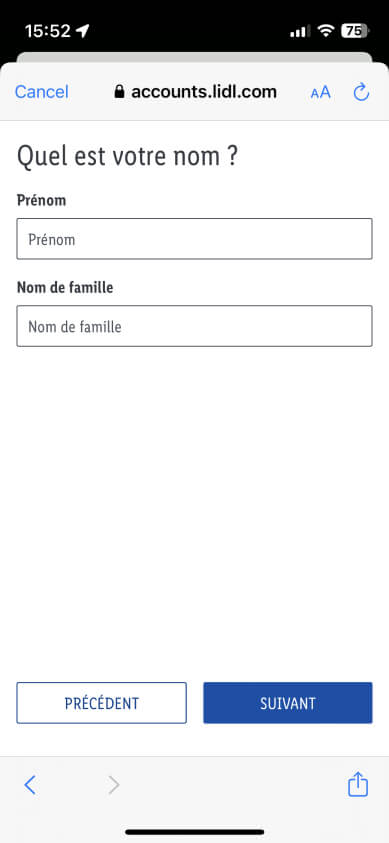 15:52
75
Cancel
accounts.lidl.com
AA
Quel est votre nom ?
Prénom
Prénom
Nom de famille
Nom de famille
PRÉCÉDENT
SUIVANT